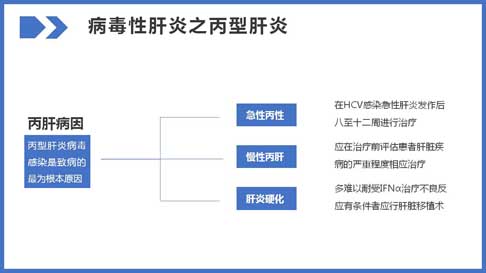 病毒性肝炎之丙型肝炎
丙肝病因
丙型肝炎病毒
感染是致病的
最为根本原因
急性丙性
在HCV感染急性肝炎发作后
八至十二周进行治疗
慢性丙肝
应在治疗前评估患者肝脏疾
病的严重程度相应治疗
肝炎硬化
多难以耐受IFNα治疗不良反
应有条件者应行肝脏移植术